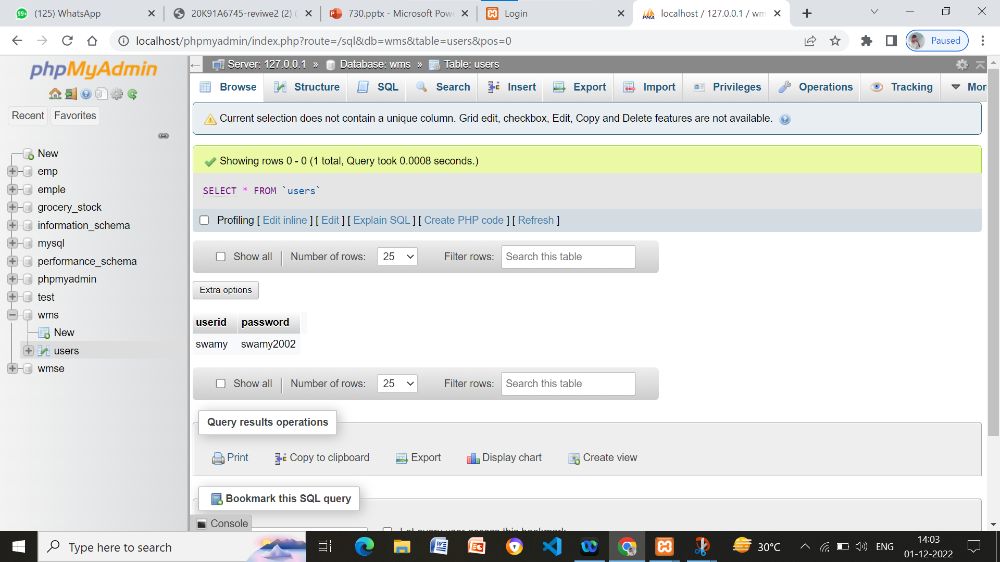 (125) WhatsApp
20K91A6745-reviwe2 (2) (
730.pptx - Microsoft Powe
Login
localhost / 127.0.0.1 / wm
localhost/phpmyadmin/index.php?route=/sql&db=wms&table=users&pos=0
Paused
phpMyAdmin
Recent
Favorites
New
emp
emple
grocery_stock
information_schema
mysql
performance_schema
phpmyadmin
test
wms
New
users
wmse
Server: 127.0.0.1 » Database: wms » Table: users
Browse
Structure
SQL
Search
Insert
Export
Import
Privileges
Operations
Tracking
Mor
Current selection does not contain a unique column. Grid edit, checkbox, Edit, Copy and Delete features are not available.
Showing rows 0 - 0 (1 total, Query took 0.0008 seconds.)
SELECT * FROM `users`
Profiling [ Edit inline ] [ Edit ] [ Explain SQL ] [ Create PHP code ] [ Refresh ]
Show all | Number of rows: 25 Filter rows: Search this table
Extra options
userid password
swamy swamy2002
Show all | Number of rows: 25 Filter rows: Search this table
Query results operations
Print
Copy to clipboard
Export
Display chart
Create view
Bookmark this SQL query
Console
Let every user access this bookmark
Type here to search
30°C
ENG
14:03
01-12-2022